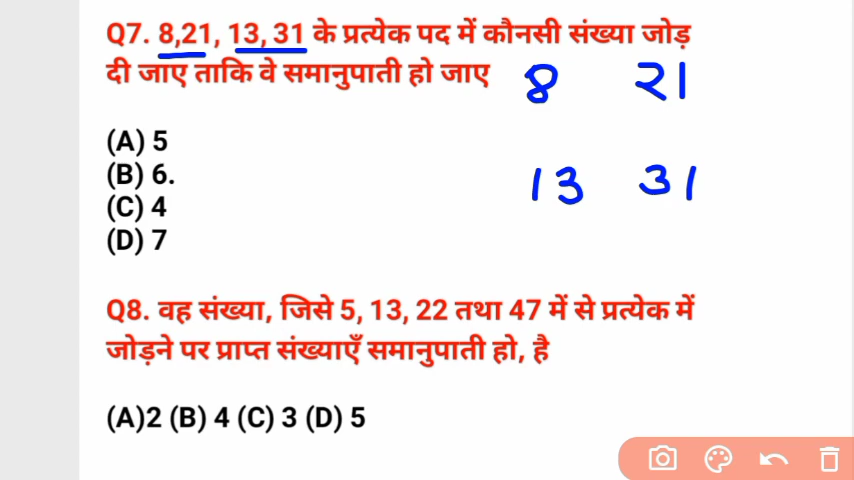 Q7. 8,21, 13, 31 के प्रत्येक पद में कौनसी संख्या जोड़
दी जाए ताकि वे समानुपाती हो जाए
8 21
13 31
(A) 5
(B) 6.
(C) 4
(D) 7
Q8. वह संख्या, जिसे 5, 13, 22 तथा 47 में से प्रत्येक में
जोड़ने पर प्राप्त संख्याएँ समानुपाती हो, है
(A)2 (B) 4 (C) 3 (D) 5